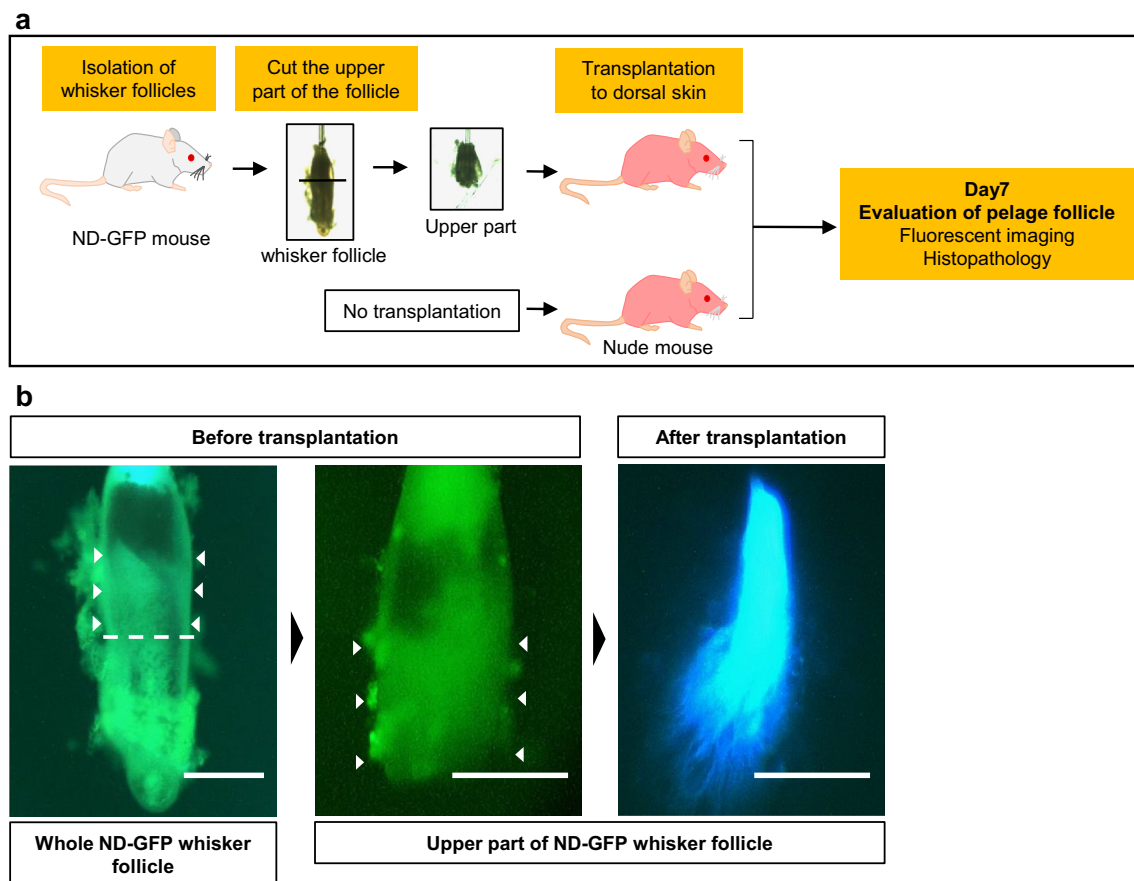 a
Isolation of
whisker follicles
Cut the upper
part of the follicle
Transplantation
to dorsal skin
ND-GFP mouse
whisker follicle
Upper part
Day7
Evaluation of pelage follicle
Fluorescent imaging
Histopathology
No transplantation
Nude mouse
b
Before transplantation
After transplantation
Whole ND-GFP whisker
follicle
Upper part of ND-GFP whisker follicle